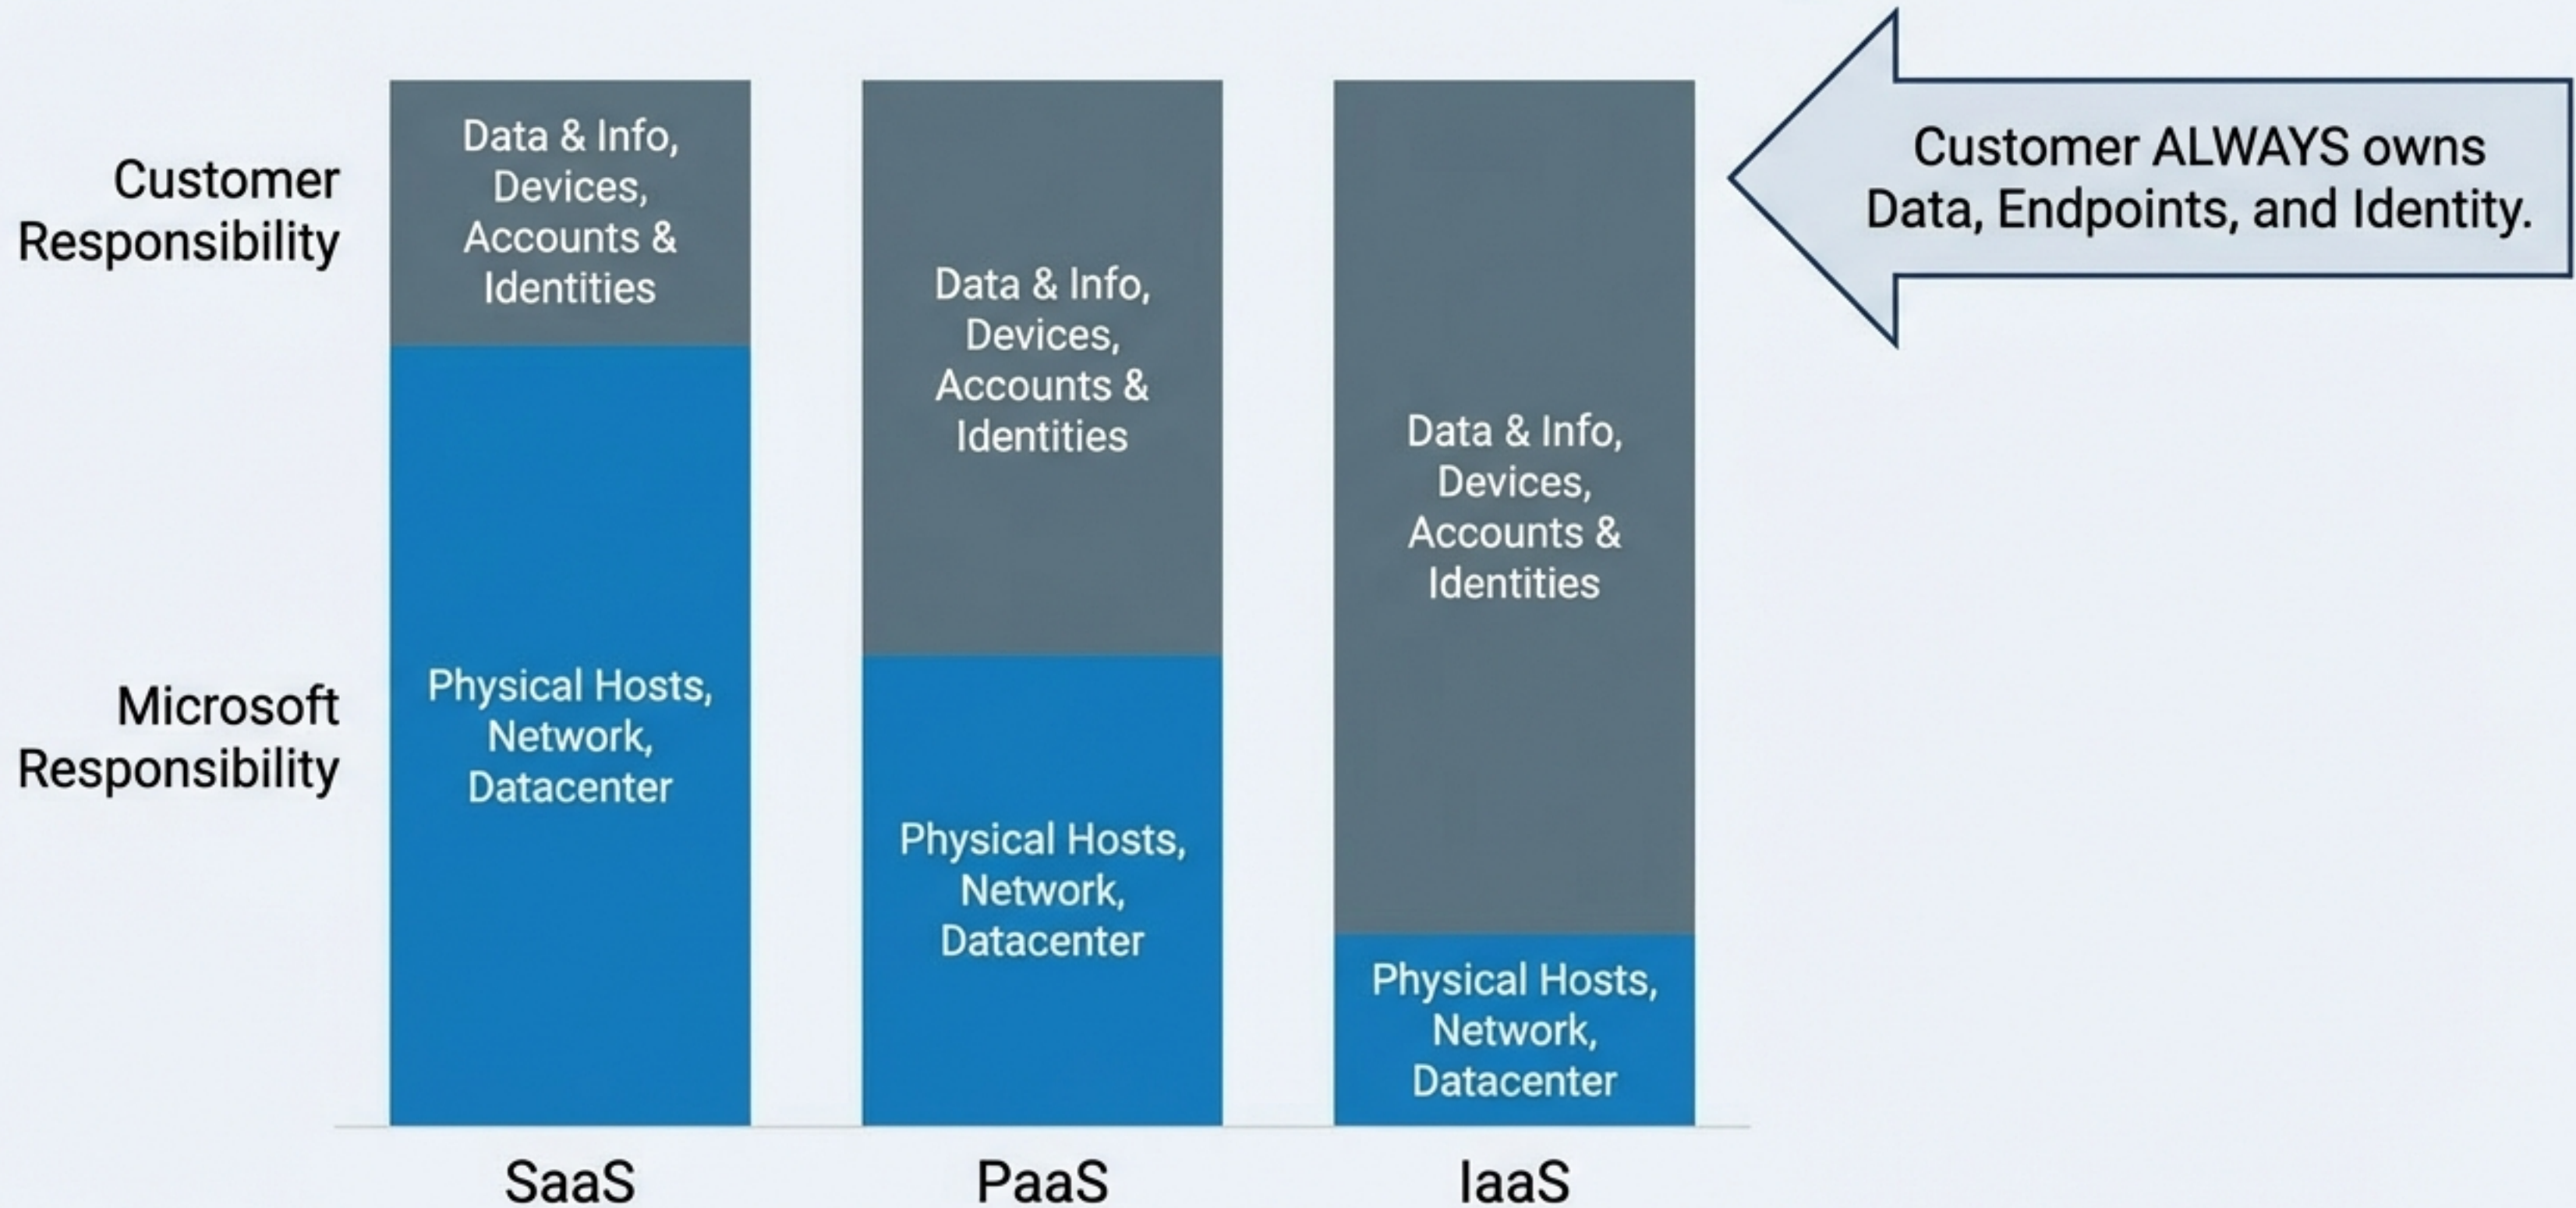 Customer
Responsibility
Microsoft
Responsibility
Data & Info,
Devices,
Accounts &
Identities
Physical Hosts,
Network,
Datacenter
SaaS
Data & Info,
Devices,
Accounts &
Identities
Physical Hosts,
Network,
Datacenter
PaaS
Data & Info,
Devices,
Accounts &
Identities
Physical Hosts,
Network,
Datacenter
IaaS
Customer ALWAYS owns
Data, Endpoints, and Identity.